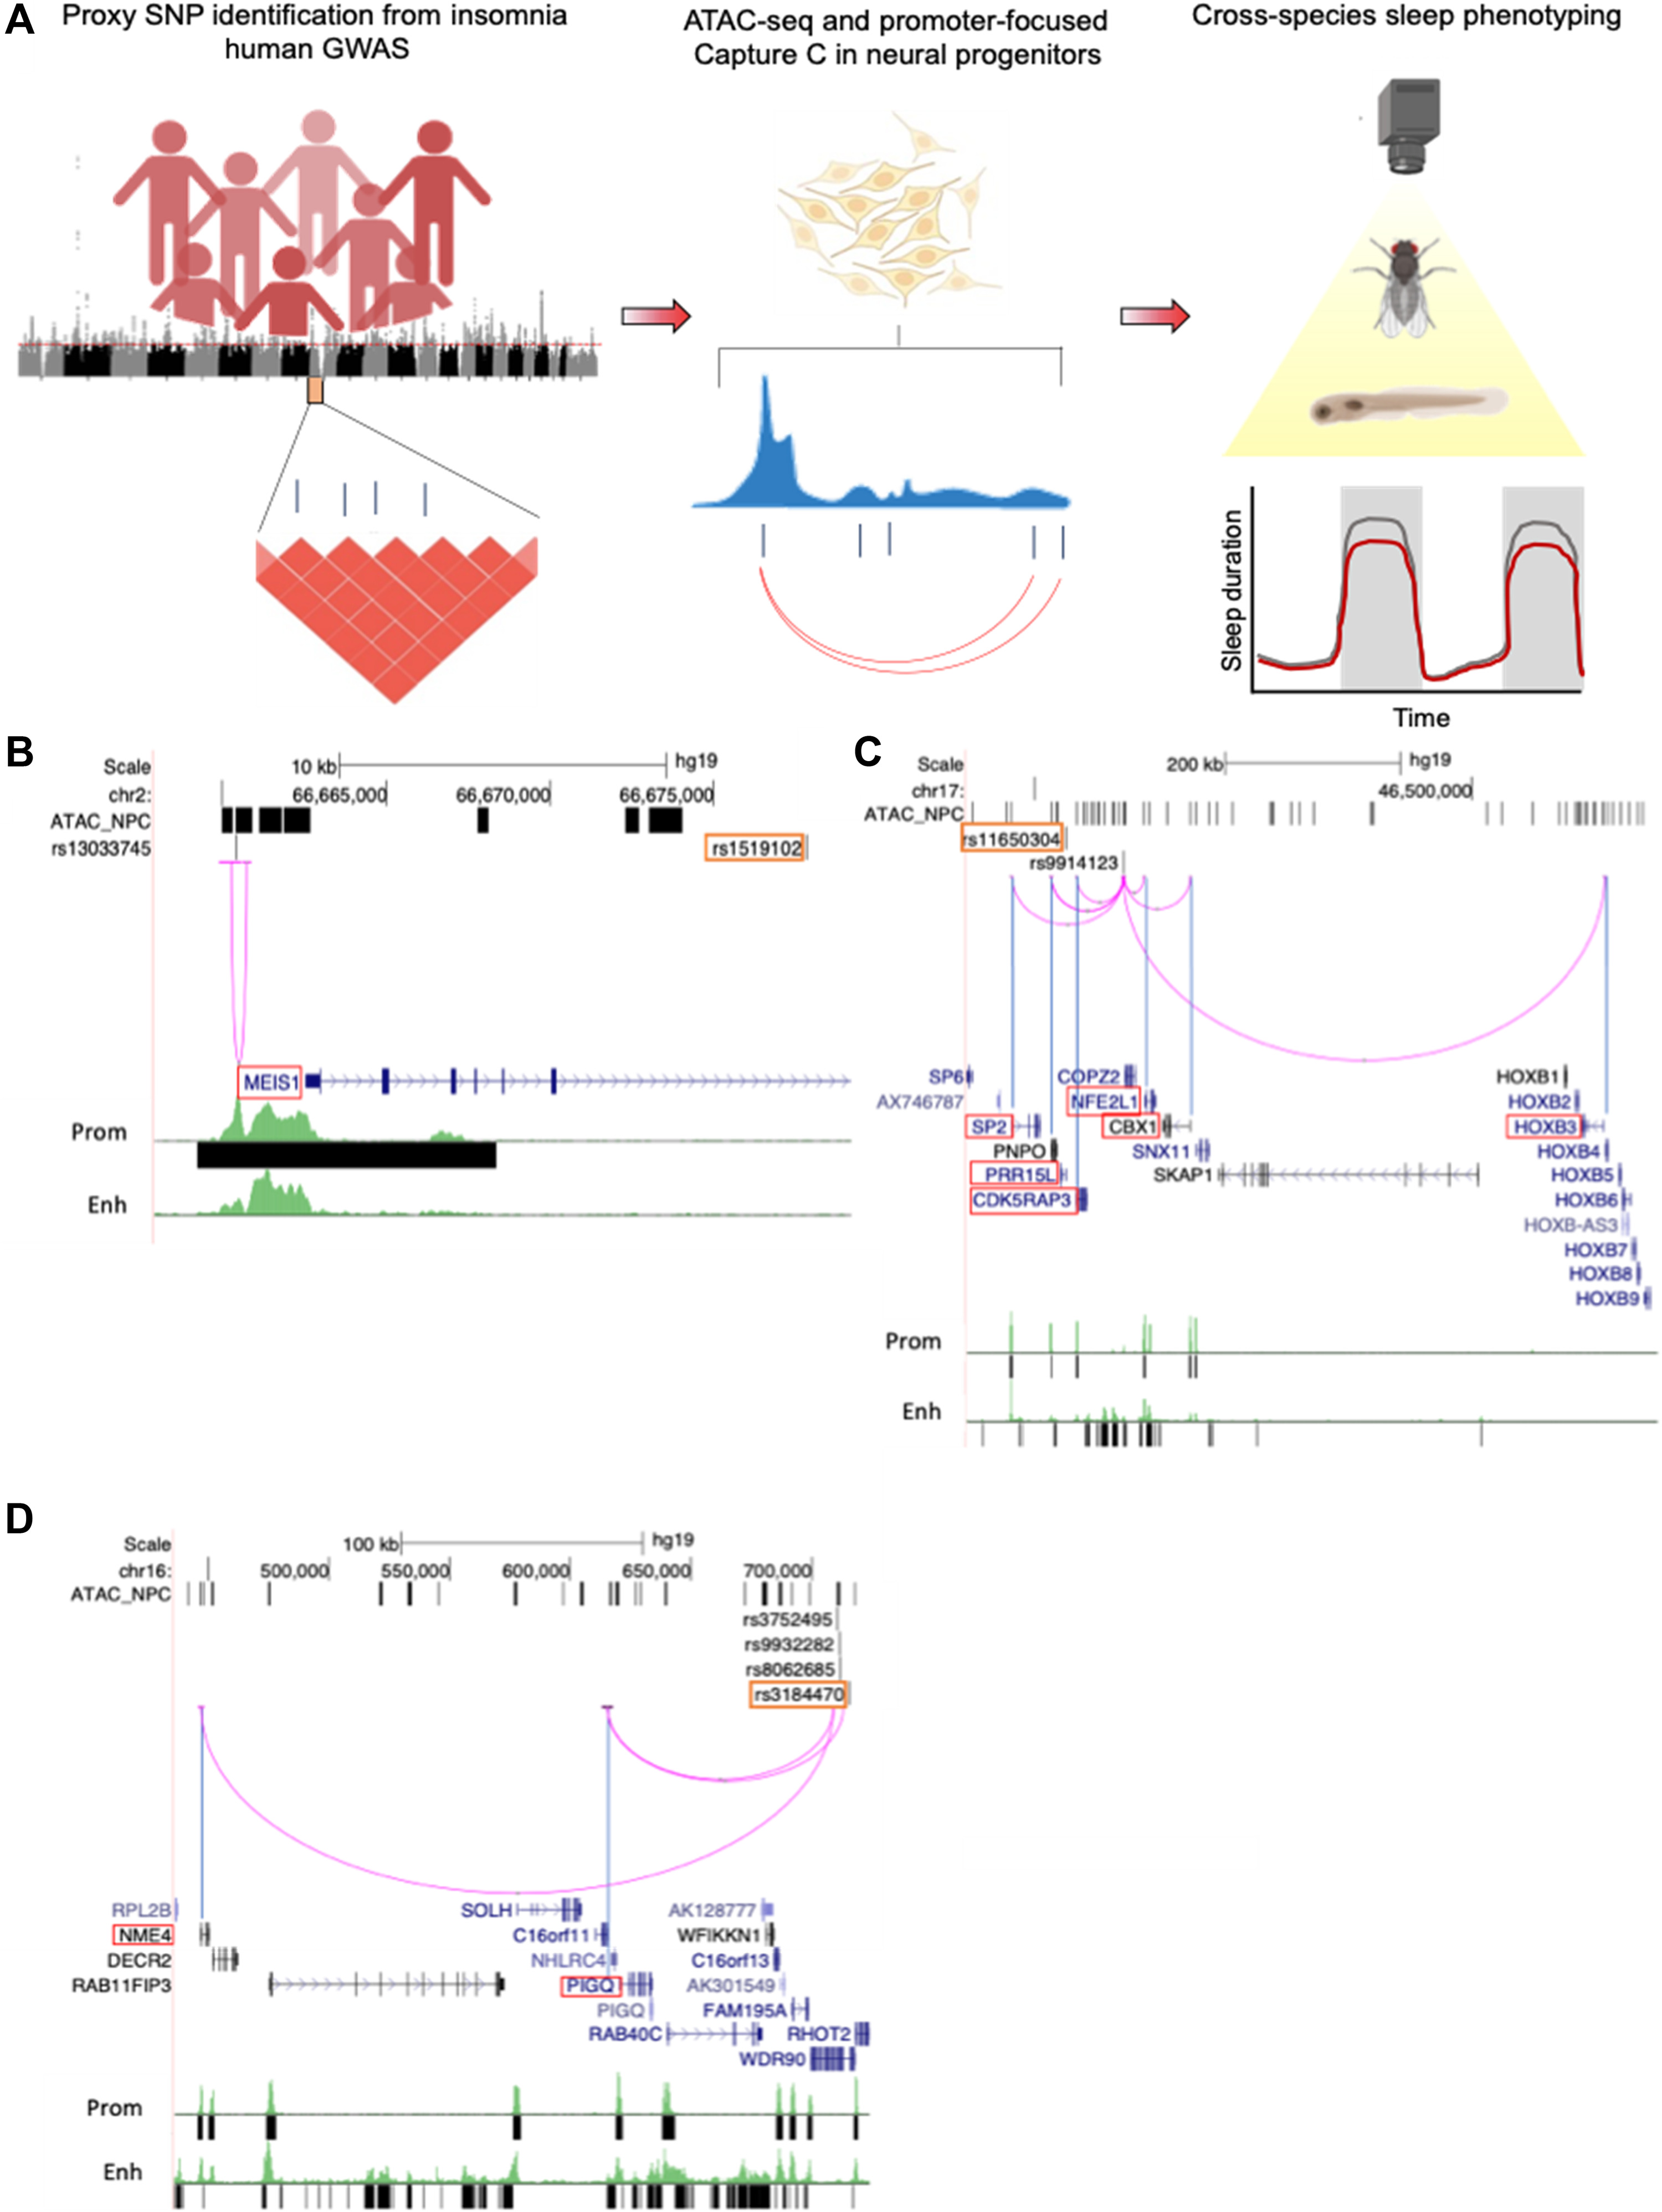 A
Proxy SNP identification from insomnia
human GWAS
ATAC-seq and promoter-focused
Capture C in neural progenitors
Cross-species sleep phenotyping
Sleep duration
Time
B
Scale
10 kb
hg19
chr2:
66,665,000
66,670,000
66,675,000
ATAC_NPC
rs13033745
rs1519102
MEIS1
Prom
Enh
C
Scale
200 kb
hg19
chr17:
46,500,000
ATAC_NPC
rs11650304
rs9914123
SP6
COPZ2
HOXB1
AX746787
NFE2L1
HOXB2
SP2
CBX1
HOXB3
PNPO
SNX11
HOXB4
PRR15L
SKAP1
HOXB5
CDK5RAP3
HOXB6
HOXB-AS3
HOXB7
HOXB8
HOXB9
Prom
Enh
D
Scale
100 kb
hg19
chr16:
500,000
550,000
600,000
650,000
700,000
ATAC_NPC
rs3752495
rs9932282
rs8062685
rs3184470
RPL2B
SOLH
AK128777
NME4
C16orf11
WFIKKN1
DECR2
NHLRC4
C16orf13
RAB11FIP3
PIGQ
AK301549
PIGQ
FAM195A
RAB40C
RHOT2
WDR90
Prom
Enh